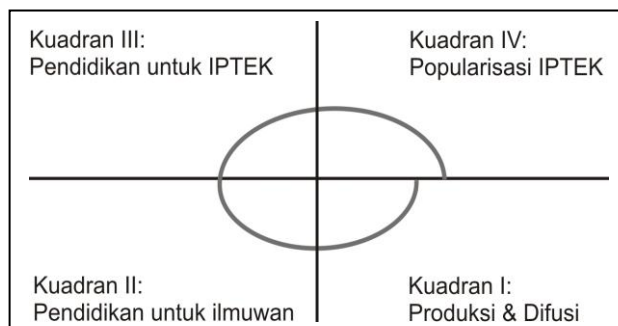 Kuadran III:
Pendidikan untuk IPTEK
Kuadran IV:
Popularisasi IPTEK
Kuadran II:
Pendidikan untuk ilmuwan
Kuadran I:
Produksi & Difusi